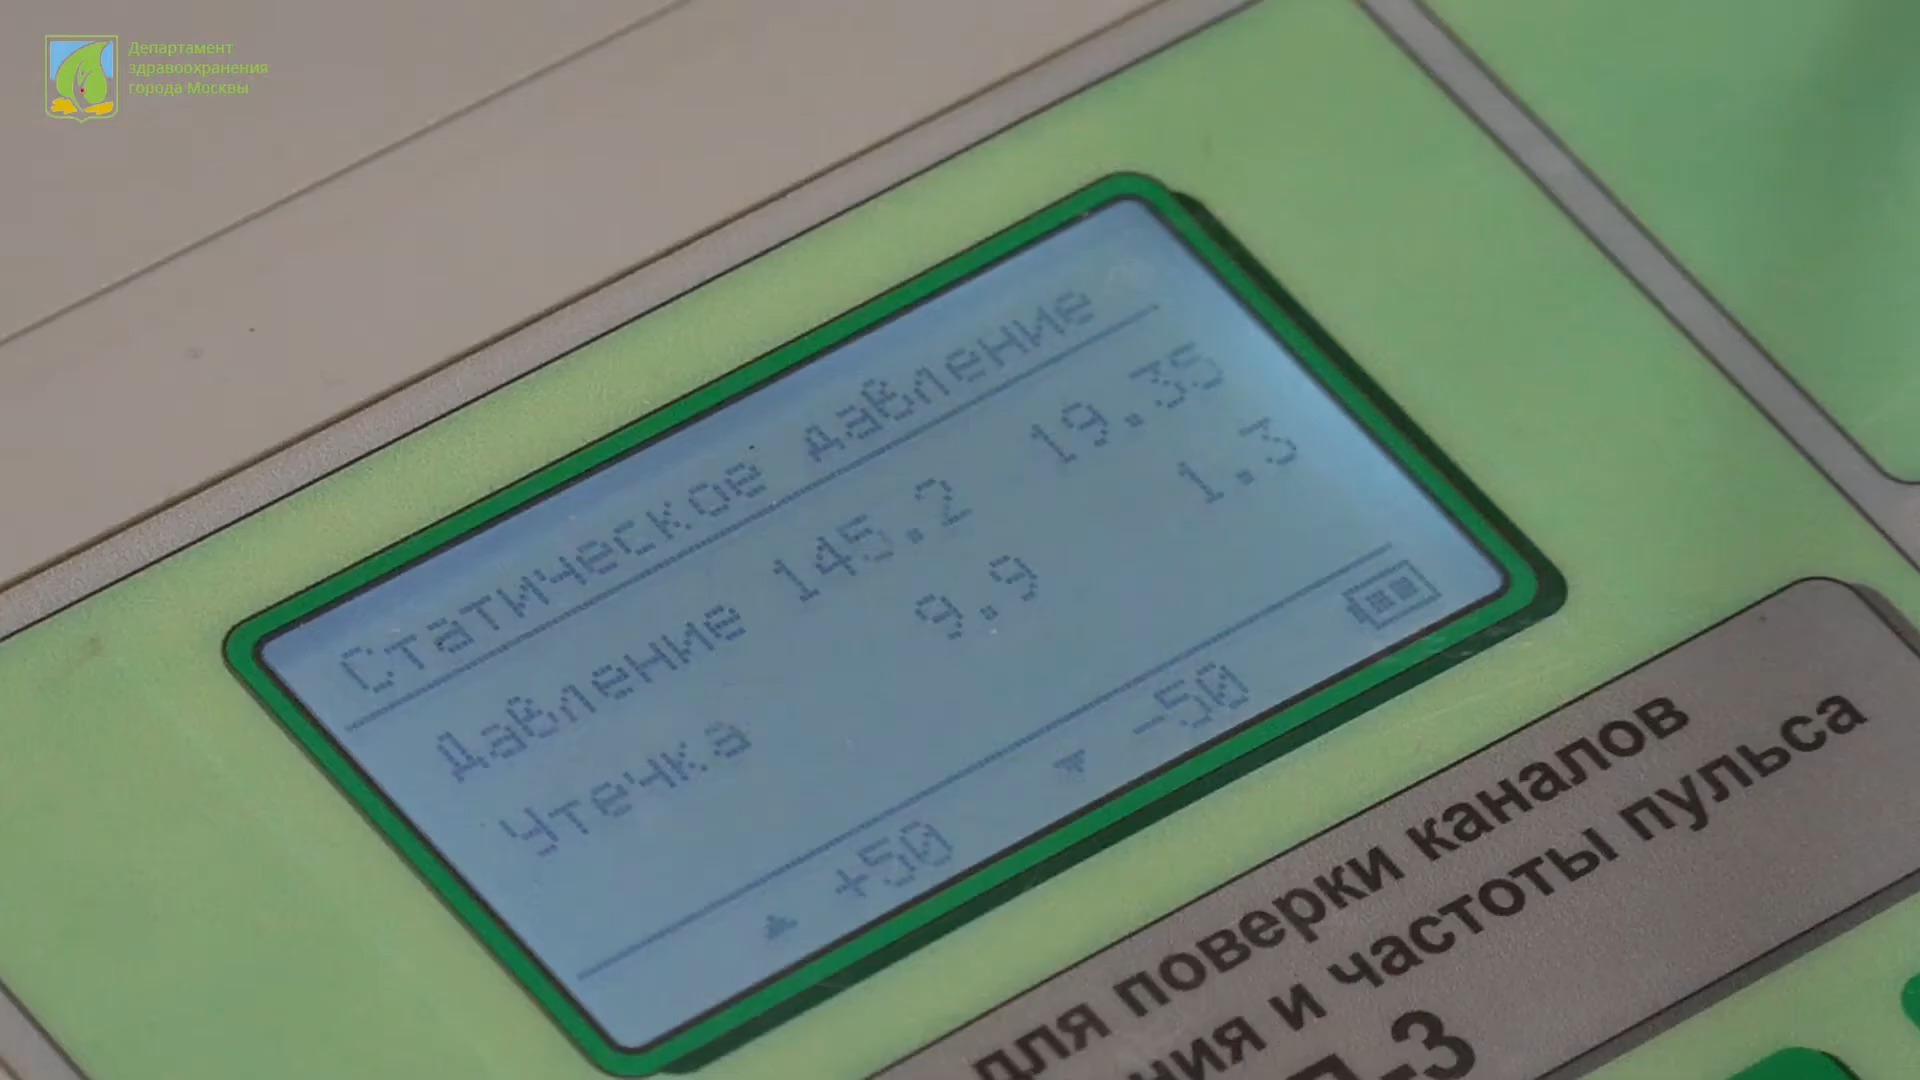 Департамент
здравоохранения
города Москвы
Статическое давление
Давление 145.2 19.35
Утечка 9.9 1.3
▲ +50 ▼ -50
для поверки каналов
ния и частоты пульса
-3